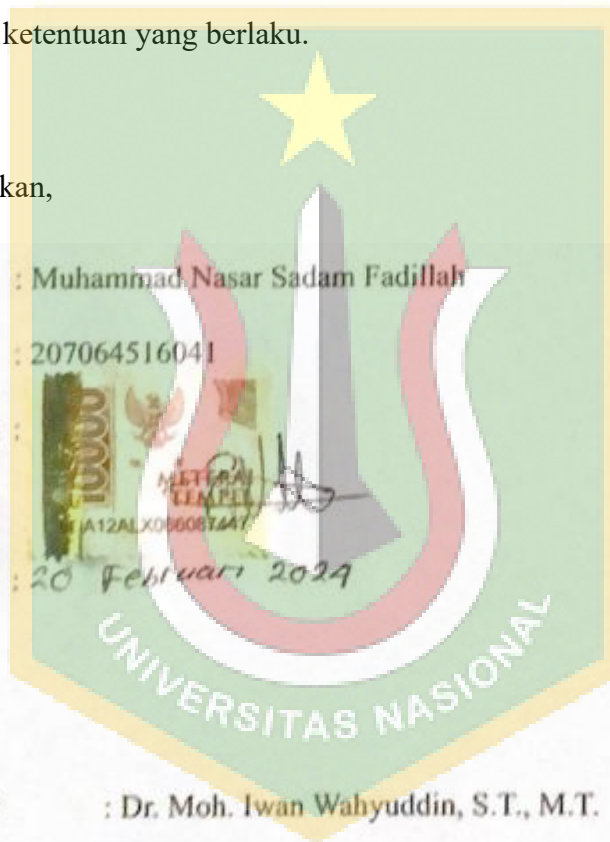 ketentuan yang berlaku.
kan,
: Muhammad Nasar Sadam Fadillah
: 207064516041
:
10000
METERAI
TEMPEL
: 20 Februari 2024
UNIVERSITAS NASIONAL
: Dr. Moh. Iwan Wahyuddin, S.T., M.T.